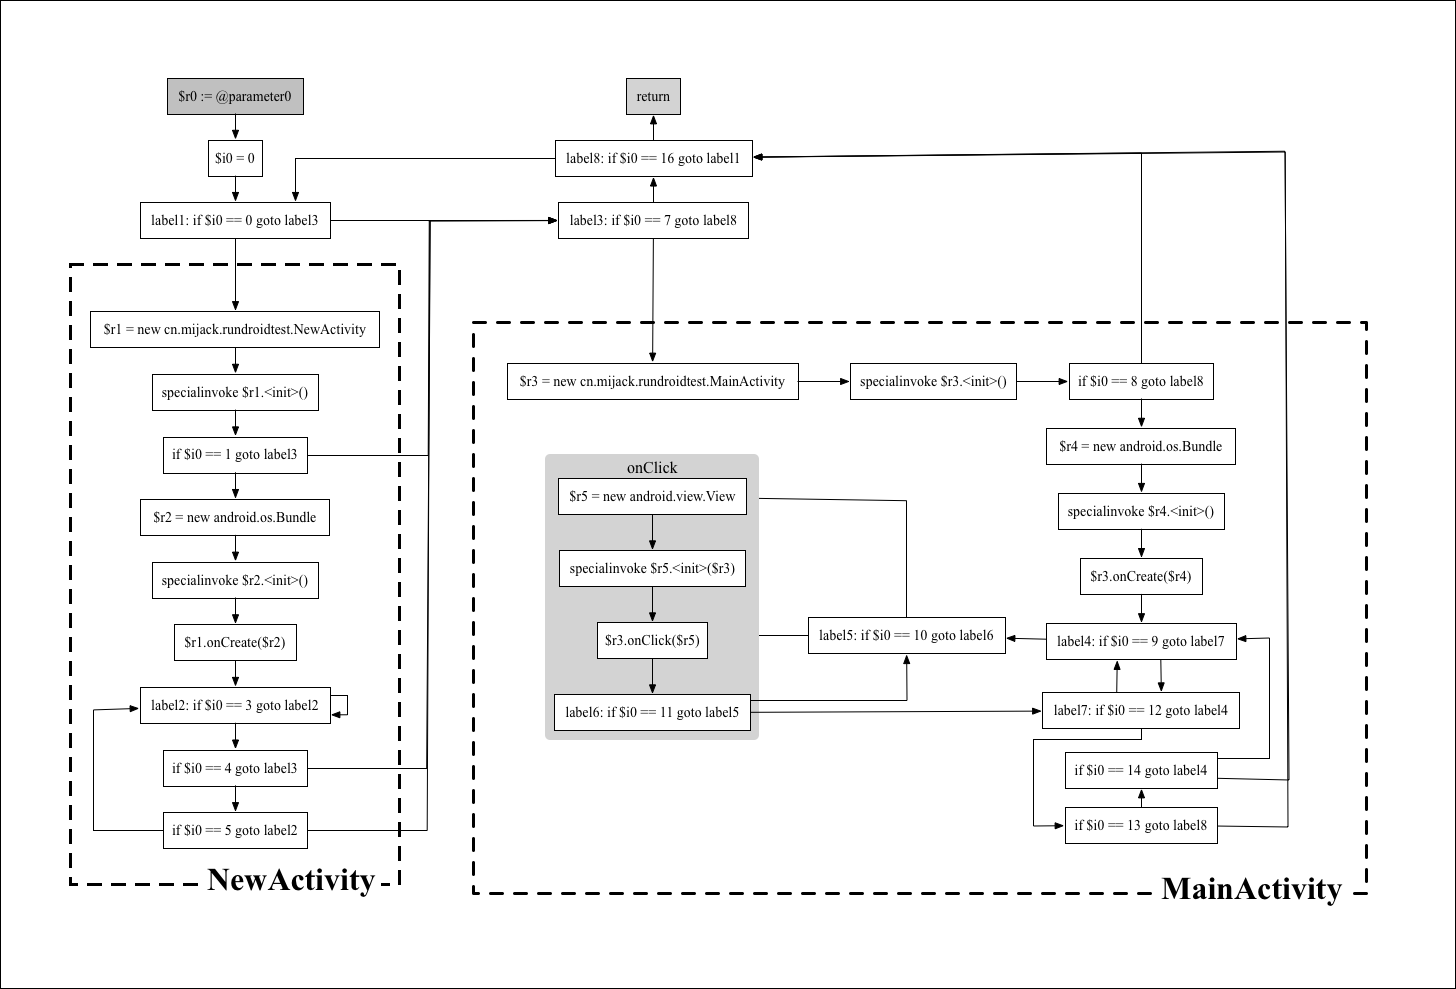 $r0 := @parameter0
$i0 = 0
label1: if $i0 == 0 goto label3
return
label8: if $i0 == 16 goto label1
label3: if $i0 == 7 goto label8
$r1 = new cn.mijack.rundroidtest.NewActivity
specialinvoke $r1.<init>()
if $i0 == 1 goto label3
$r2 = new android.os.Bundle
specialinvoke $r2.<init>()
$r1.onCreate($r2)
label2: if $i0 == 3 goto label2
if $i0 == 4 goto label3
if $i0 == 5 goto label2
NewActivity
$r3 = new cn.mijack.rundroidtest.MainActivity
specialinvoke $r3.<init>()
if $i0 == 8 goto label8
$r4 = new android.os.Bundle
specialinvoke $r4.<init>()
$r3.onCreate($r4)
label4: if $i0 == 9 goto label7
label7: if $i0 == 12 goto label4
if $i0 == 14 goto label4
if $i0 == 13 goto label8
label5: if $i0 == 10 goto label6
onClick
$r5 = new android.view.View
specialinvoke $r5.<init>($r3)
$r3.onClick($r5)
label6: if $i0 == 11 goto label5
MainActivity